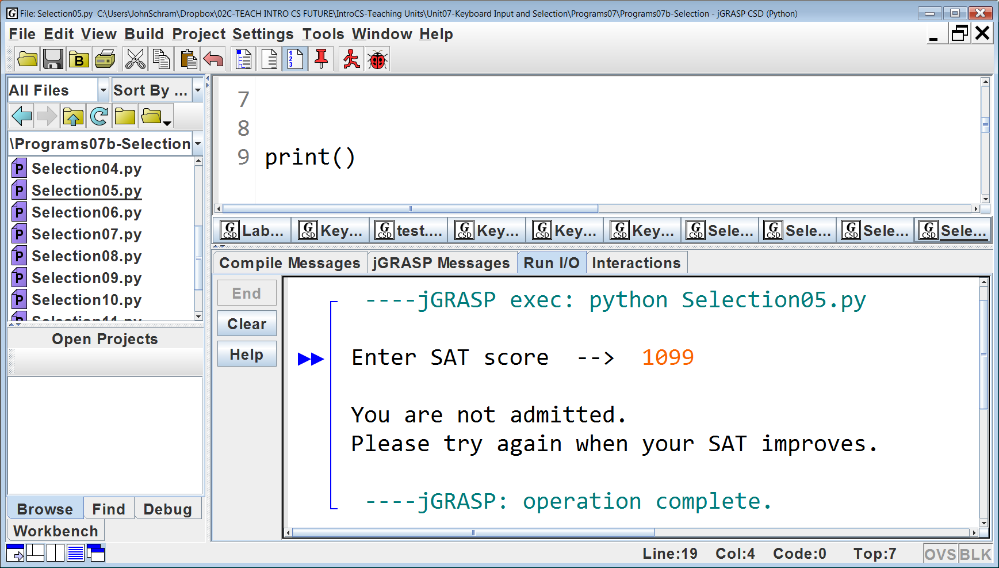 File: Selection05.py  C:\Users\JohnSchram\Dropbox\02C-TEACH INTRO CS FUTURE\IntroCS-Teaching Units\Unit07-Keyboard Input and Selection\Programs07\Programs07b-Selection - jGRASP CSD (Python)
File Edit View Build Project Settings Tools Window Help
B
1
2
3
All Files Sort By ...
\Programs07b-Selection
Selection04.py
Selection05.py
Selection06.py
Selection07.py
Selection08.py
Selection09.py
Selection10.py
Selection11.py
Open Projects
Browse Find Debug
Workbench
7
8
9 print()
Lab... Key... test.... Key... Key... Key... Sele... Sele... Sele... Sele...
Compile Messages jGRASP Messages Run I/O Interactions
End
Clear
Help
----jGRASP exec: python Selection05.py
Enter SAT score  -->  1099
You are not admitted.
Please try again when your SAT improves.
----jGRASP: operation complete.
Line:19 Col:4 Code:0 Top:7 OVS BLK